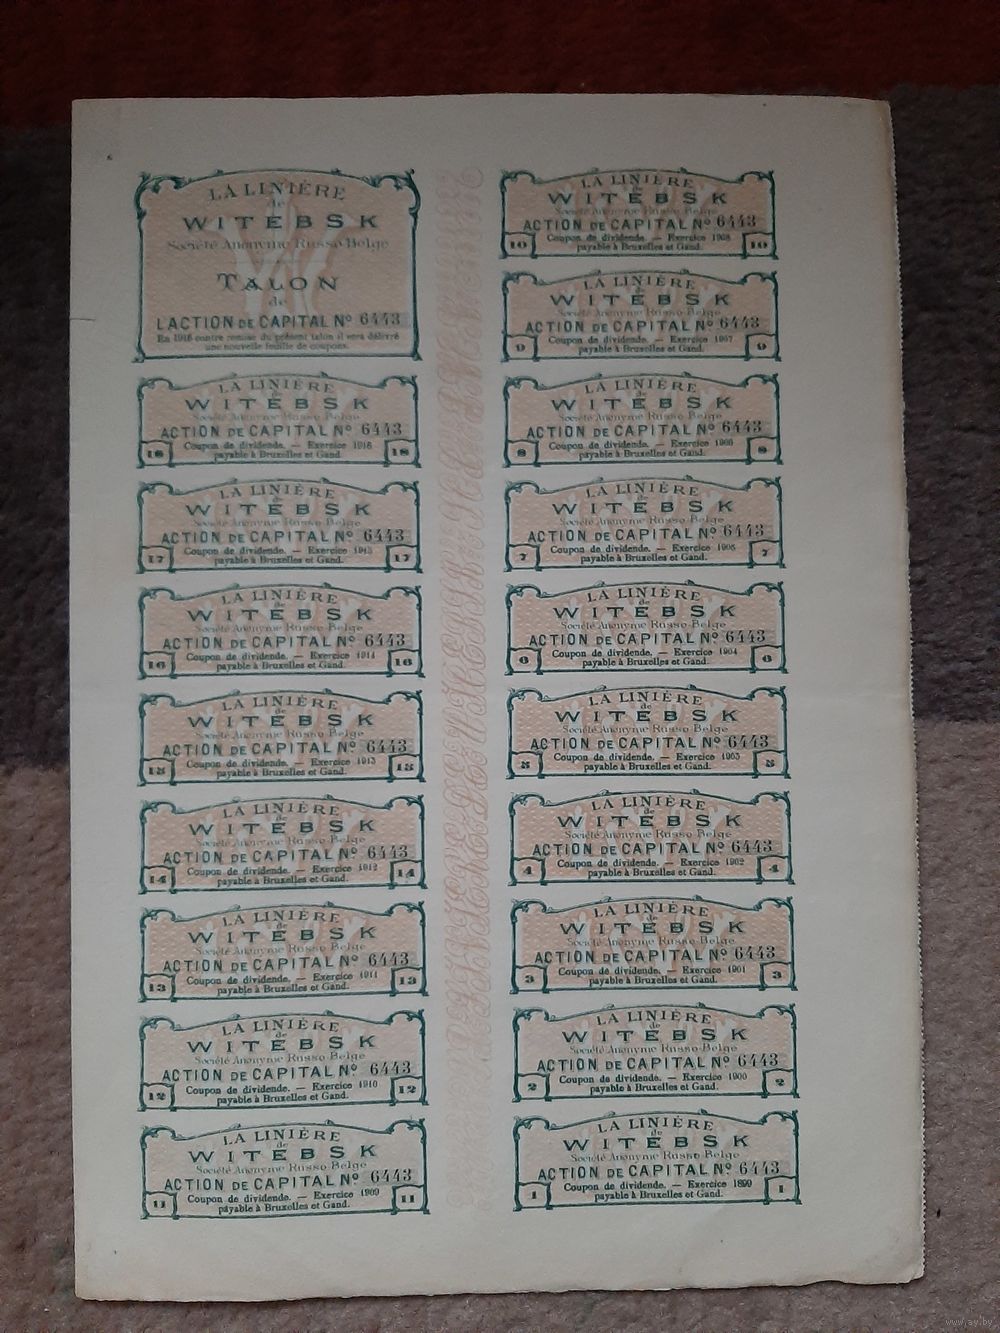 LA LINIÈRE
de
WITEBSK
Société Anonyme Russo-Belge
TALON
de
L'ACTION DE CAPITAL Nº 6443
En 1916 contre remise du présent talon il sera délivré
une nouvelle feuille de coupons.
LA LINIÈRE
de
WITEBSK
Société Anonyme Russo Belge
ACTION DE CAPITAL Nº 6443
Coupon de dividende. — Exercice 1916
payable à Bruxelles et Gand.
18 18
LA LINIÈRE
de
WITEBSK
Société Anonyme Russo Belge
ACTION DE CAPITAL Nº 6443
Coupon de dividende. — Exercice 1915
payable à Bruxelles et Gand.
17 17
LA LINIÈRE
de
WITEBSK
Société Anonyme Russo Belge
ACTION DE CAPITAL Nº 6443
Coupon de dividende. — Exercice 1914
payable à Bruxelles et Gand.
16 16
LA LINIÈRE
de
WITEBSK
Société Anonyme Russo Belge
ACTION DE CAPITAL Nº 6443
Coupon de dividende. — Exercice 1913
payable à Bruxelles et Gand.
15 15
LA LINIÈRE
de
WITEBSK
Société Anonyme Russo Belge
ACTION DE CAPITAL Nº 6443
Coupon de dividende. — Exercice 1912
payable à Bruxelles et Gand.
14 14
LA LINIÈRE
de
WITEBSK
Société Anonyme Russo Belge
ACTION DE CAPITAL Nº 6443
Coupon de dividende. — Exercice 1911
payable à Bruxelles et Gand.
13 13
LA LINIÈRE
de
WITEBSK
Société Anonyme Russo Belge
ACTION DE CAPITAL Nº 6443
Coupon de dividende. — Exercice 1910
payable à Bruxelles et Gand.
12 12
LA LINIÈRE
de
WITEBSK
Société Anonyme Russo Belge
ACTION DE CAPITAL Nº 6443
Coupon de dividende. — Exercice 1909
payable à Bruxelles et Gand.
11 11
LA LINIÈRE
de
WITEBSK
Société Anonyme Russo Belge
ACTION DE CAPITAL Nº 6443
Coupon de dividende. — Exercice 1908
payable à Bruxelles et Gand.
10 10
LA LINIÈRE
de
WITEBSK
Société Anonyme Russo Belge
ACTION DE CAPITAL Nº 6443
Coupon de dividende. — Exercice 1907
payable à Bruxelles et Gand.
9 9
LA LINIÈRE
de
WITEBSK
Société Anonyme Russo Belge
ACTION DE CAPITAL Nº 6443
Coupon de dividende. — Exercice 1906
payable à Bruxelles et Gand.
8 8
LA LINIÈRE
de
WITEBSK
Société Anonyme Russo Belge
ACTION DE CAPITAL Nº 6443
Coupon de dividende. — Exercice 1905
payable à Bruxelles et Gand.
7 7
LA LINIÈRE
de
WITEBSK
Société Anonyme Russo Belge
ACTION DE CAPITAL Nº 6443
Coupon de dividende. — Exercice 1904
payable à Bruxelles et Gand.
6 6
LA LINIÈRE
de
WITEBSK
Société Anonyme Russo Belge
ACTION DE CAPITAL Nº 6443
Coupon de dividende. — Exercice 1903
payable à Bruxelles et Gand.
5 5
LA LINIÈRE
de
WITEBSK
Société Anonyme Russo Belge
ACTION DE CAPITAL Nº 6443
Coupon de dividende. — Exercice 1902
payable à Bruxelles et Gand.
4 4
LA LINIÈRE
de
WITEBSK
Société Anonyme Russo Belge
ACTION DE CAPITAL Nº 6443
Coupon de dividende. — Exercice 1901
payable à Bruxelles et Gand.
3 3
LA LINIÈRE
de
WITEBSK
Société Anonyme Russo Belge
ACTION DE CAPITAL Nº 6443
Coupon de dividende. — Exercice 1900
payable à Bruxelles et Gand.
2 2
LA LINIÈRE
de
WITEBSK
Société Anonyme Russo Belge
ACTION DE CAPITAL Nº 6443
Coupon de dividende. — Exercice 1899
payable à Bruxelles et Gand.
1 1
www.ay.by